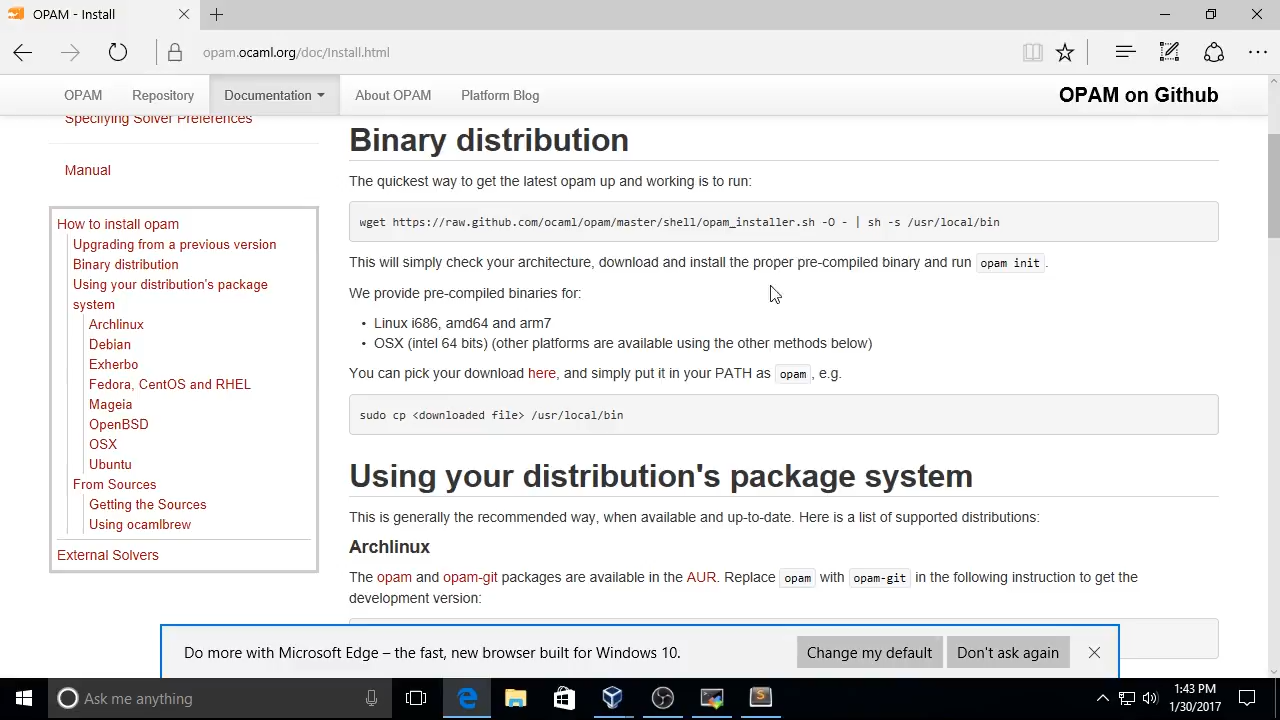 OPAM - Install
opam.ocaml.org/doc/Install.html
OPAM
Repository
Documentation
About OPAM
Platform Blog
OPAM on Github
Specifying Solver Preferences
Manual
How to install opam
Upgrading from a previous version
Binary distribution
Using your distribution's package
system
Archlinux
Debian
Exherbo
Fedora, CentOS and RHEL
Mageia
OpenBSD
OSX
Ubuntu
From Sources
Getting the Sources
Using ocamlbrew
External Solvers
Binary distribution
The quickest way to get the latest opam up and working is to run:
wget https://raw.github.com/ocaml/opam/master/shell/opam_installer.sh -O - | sh -s /usr/local/bin
This will simply check your architecture, download and install the proper pre-compiled binary and run opam init.
We provide pre-compiled binaries for:
• Linux i686, amd64 and arm7
• OSX (intel 64 bits) (other platforms are available using the other methods below)
You can pick your download here, and simply put it in your PATH as opam, e.g.
sudo cp <downloaded file> /usr/local/bin
Using your distribution's package system
This is generally the recommended way, when available and up-to-date. Here is a list of supported distributions:
Archlinux
The opam and opam-git packages are available in the AUR. Replace opam with opam-git in the following instruction to get the
development version:
Do more with Microsoft Edge – the fast, new browser built for Windows 10.
Change my default
Don't ask again
Ask me anything
1:43 PM
1/30/2017